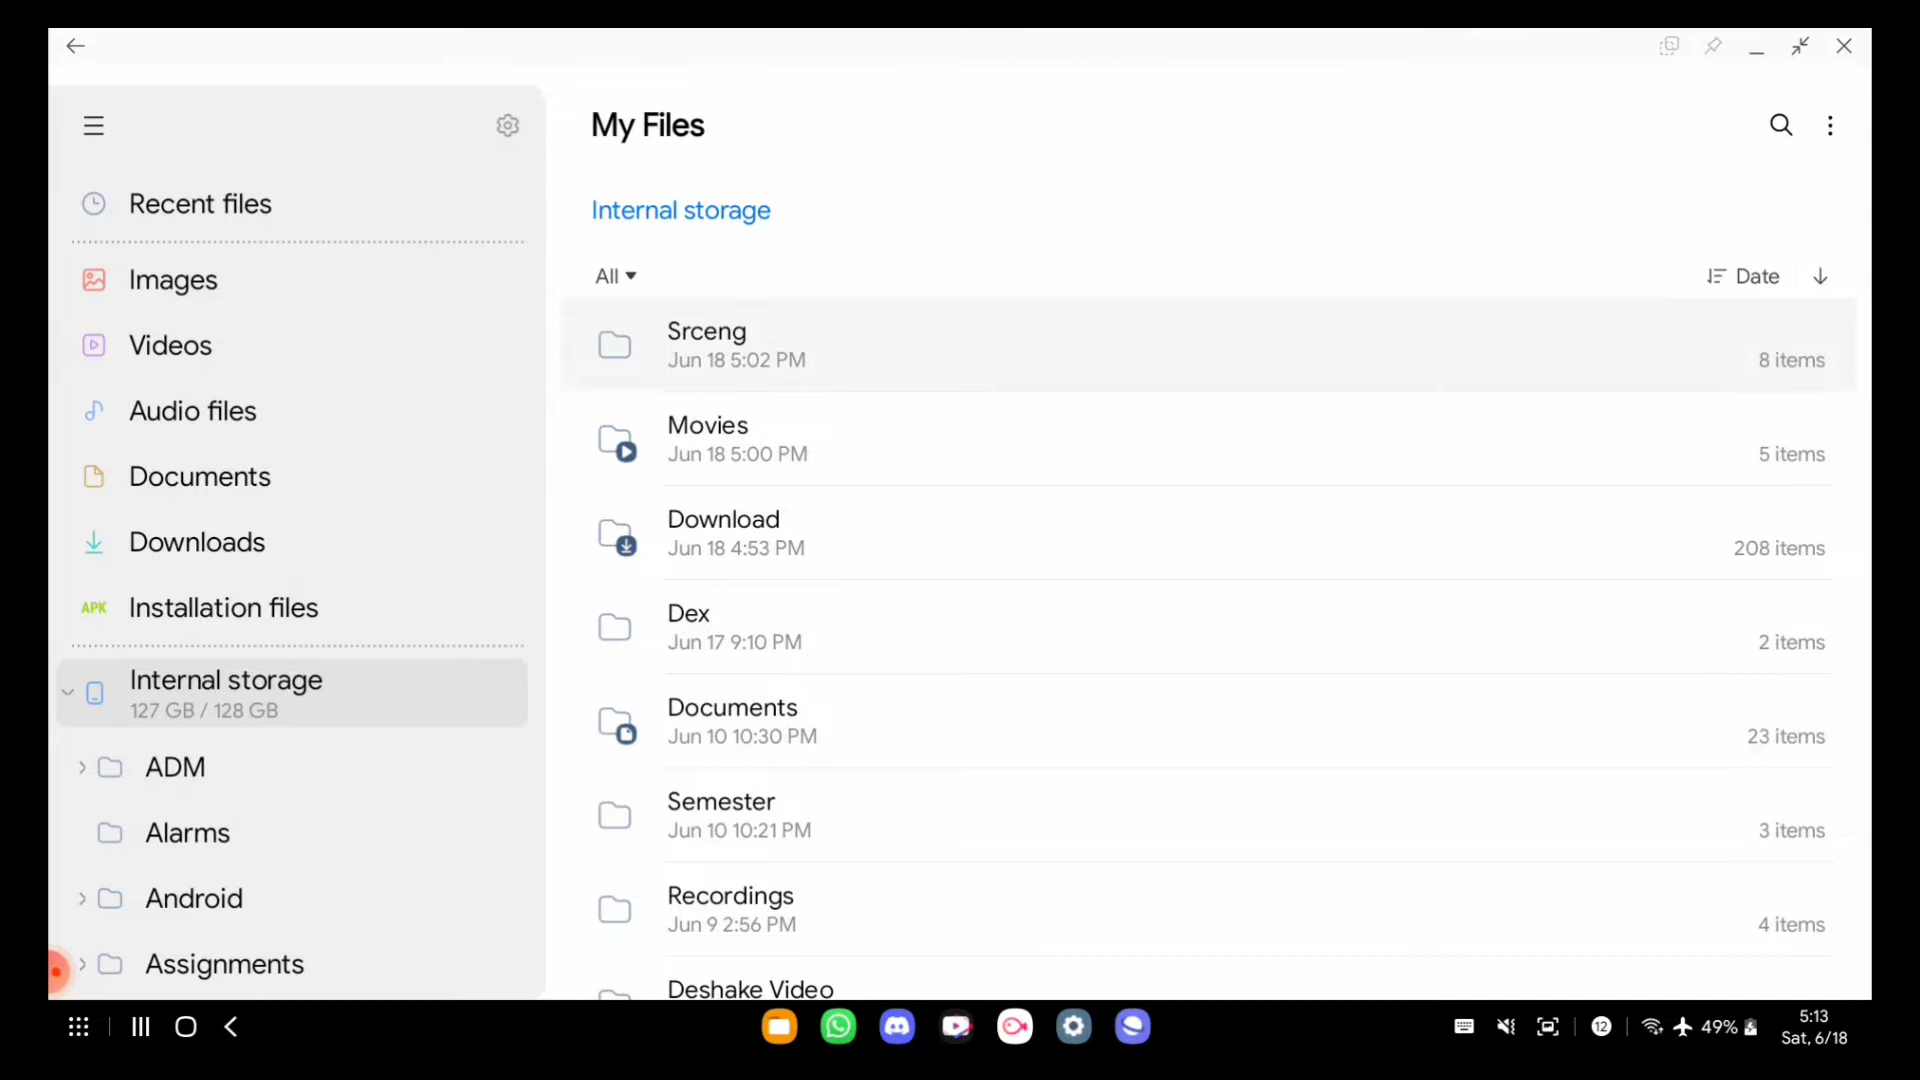 My Files
Recent files
Images
Videos
Audio files
Documents
Downloads
APK Installation files
Internal storage
127 GB / 128 GB
ADM
Alarms
Android
Assignments
Internal storage
All
Date
Srceng
Jun 18 5:02 PM
8 items
Movies
Jun 18 5:00 PM
5 items
Download
Jun 18 4:53 PM
208 items
Dex
Jun 17 9:10 PM
2 items
Documents
Jun 10 10:30 PM
23 items
Semester
Jun 10 10:21 PM
3 items
Recordings
Jun 9 2:56 PM
4 items
Deshake Video
12
49%
5:13
Sat, 6/18